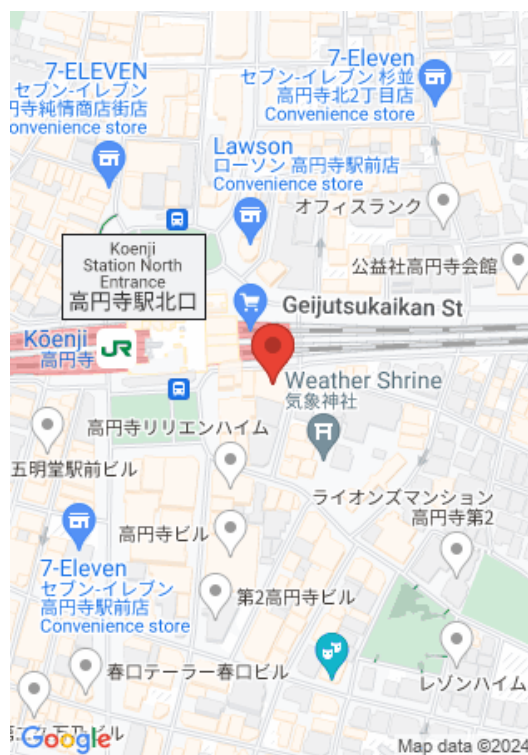 7-Eleven
セブン-イレブン 杉並
高円寺北2丁目店
Convenience store
7-ELEVEN
セブン-イレブン
円寺純情商店街店
onvenience store
Lawson
ローソン 高円寺駅前店
Convenience store
オフィスランク
Koenji
Station North
Entrance
高円寺駅北口
公益社高円寺会館
Geijutsukaikan St
Kōenji
高円寺
JR
Weather Shrine
気象神社
高円寺リリエンハイム
五明堂駅前ビル
ライオンズマンション
高円寺第2
高円寺ビル
7-Eleven
セブン-イレブン
高円寺駅前店
Convenience store
第2高円寺ビル
春口テーラー春口ビル
レゾンハイム
ビル
Google
Map data ©2024